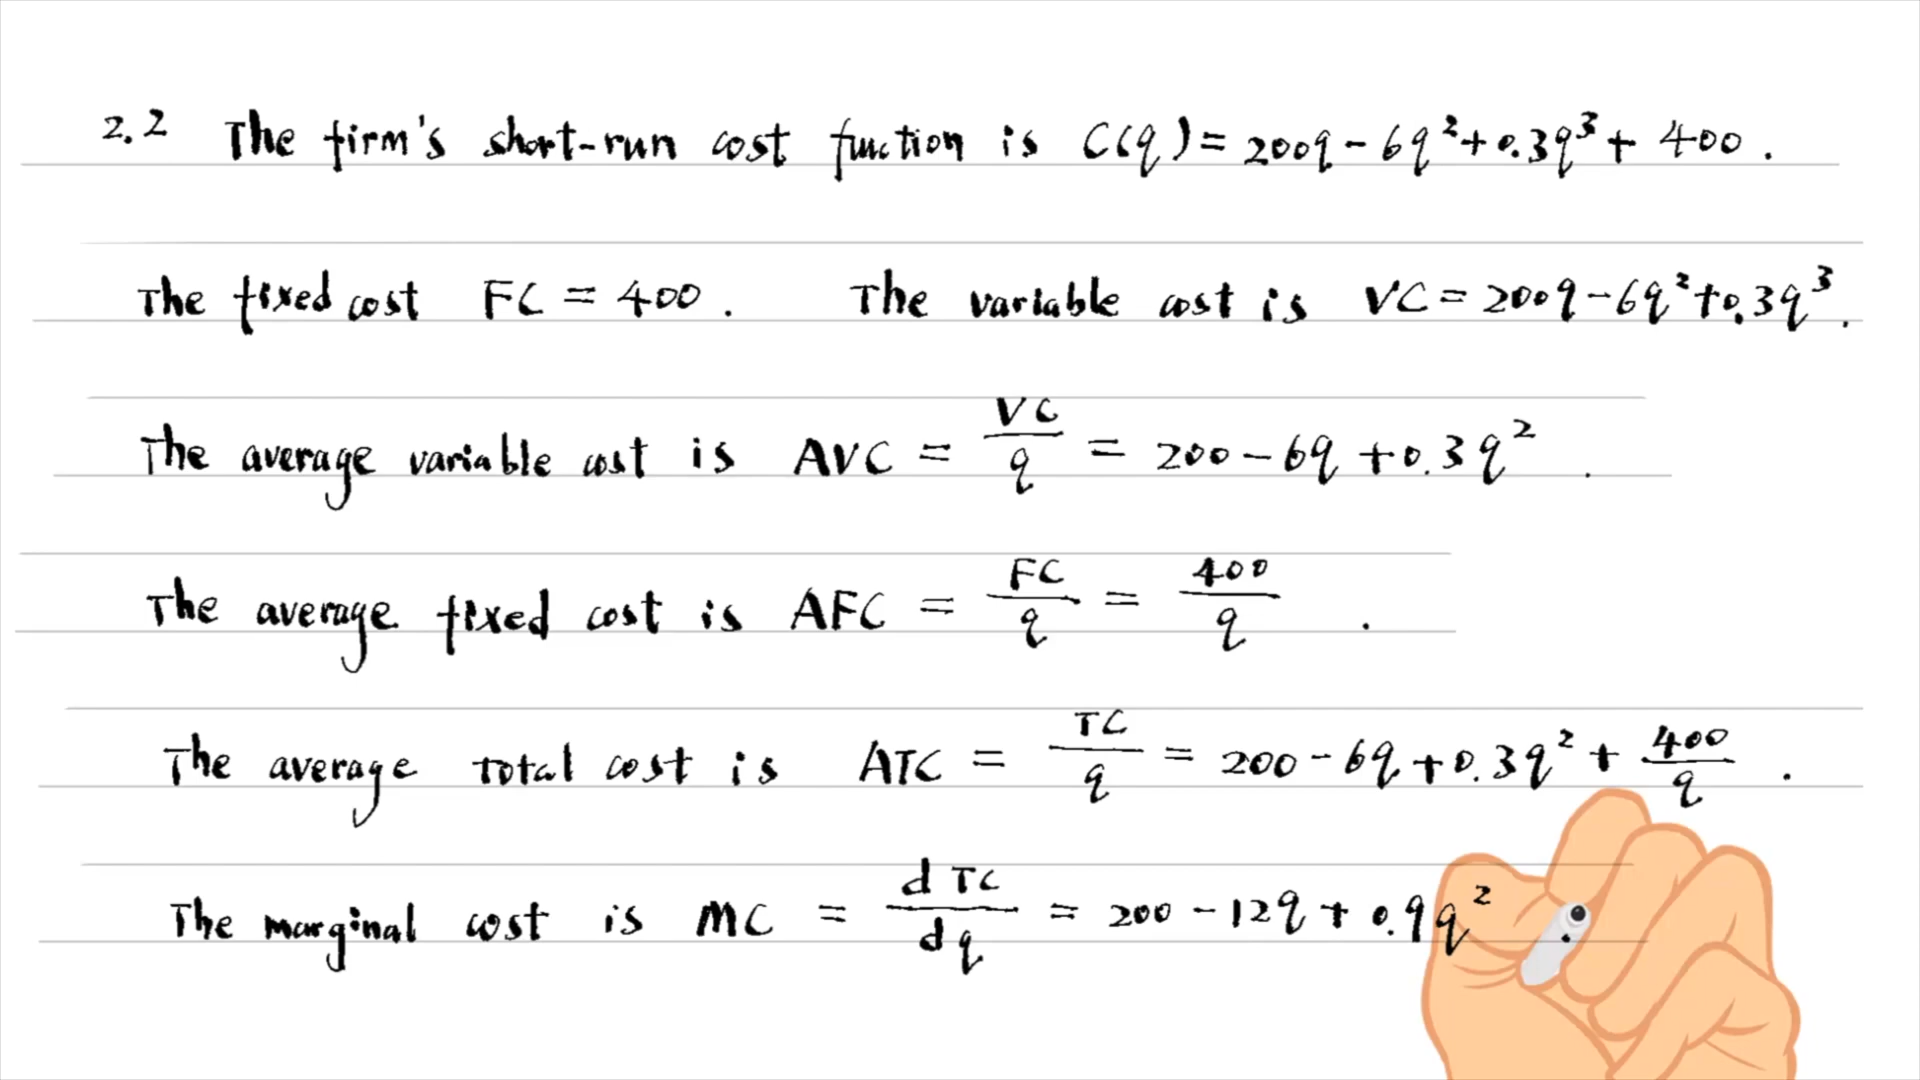 2.2 The firm's short-run cost function is C(q) = 200q - 6q² + 0.3q³ + 400 .
The fixed cost FC = 400 . The variable cost is VC = 200q - 6q² + 0.3q³ .
The average variable cost is AVC = VC/q = 200 - 6q + 0.3q² .
The average fixed cost is AFC = FC/q = 400/q .
The average total cost is ATC = TC/q = 200 - 6q + 0.3q² + 400/q .
The marginal cost is MC = dTC/dq = 200 - 12q + 0.9q² .